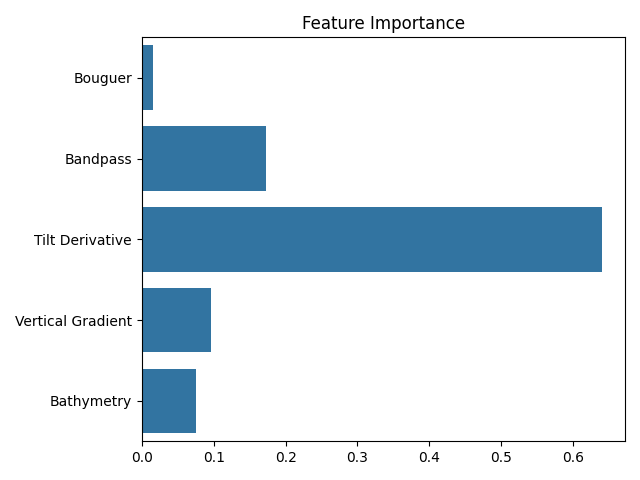 Feature Importance
Bouguer
Bandpass
Tilt Derivative
Vertical Gradient
Bathymetry
0.0 0.1 0.2 0.3 0.4 0.5 0.6